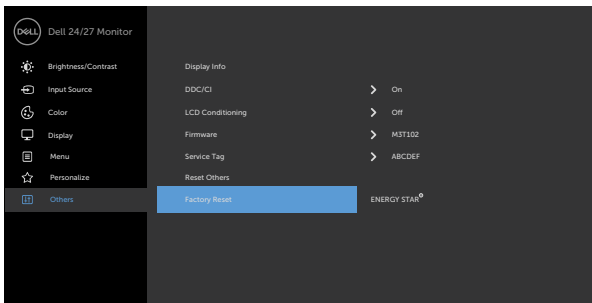 DELL Dell 24/27 Monitor
Brightness/Contrast Display Info
Input Source DDC/CI On
Color LCD Conditioning Off
Display Firmware M3T102
Menu Service Tag ABCDEF
Personalize Reset Others
Others Factory Reset ENERGY STAR®